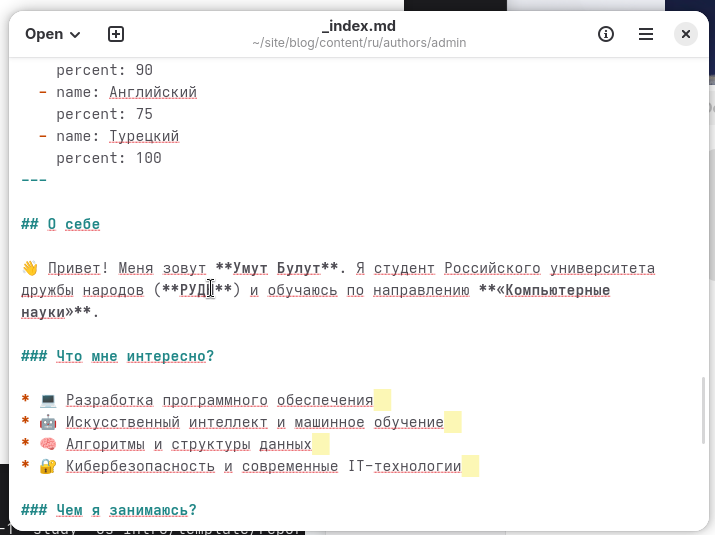 Open
_index.md
~/site/blog/content/ru/authors/admin
percent: 90
- name: Английский
percent: 75
- name: Турецкий
percent: 100
---
## О себе
👋 Привет! Меня зовут **Умут Булут**. Я студент Российского университета
дружбы народов (**РУДН**) и обучаюсь по направлению **«Компьютерные
науки»**.
### Что мне интересно?
* 💻 Разработка программного обеспечения
* 🤖 Искусственный интеллект и машинное обучение
* 🧠 Алгоритмы и структуры данных
* 🔐 Кибербезопасность и современные IT-технологии
### Чем я занимаюсь?